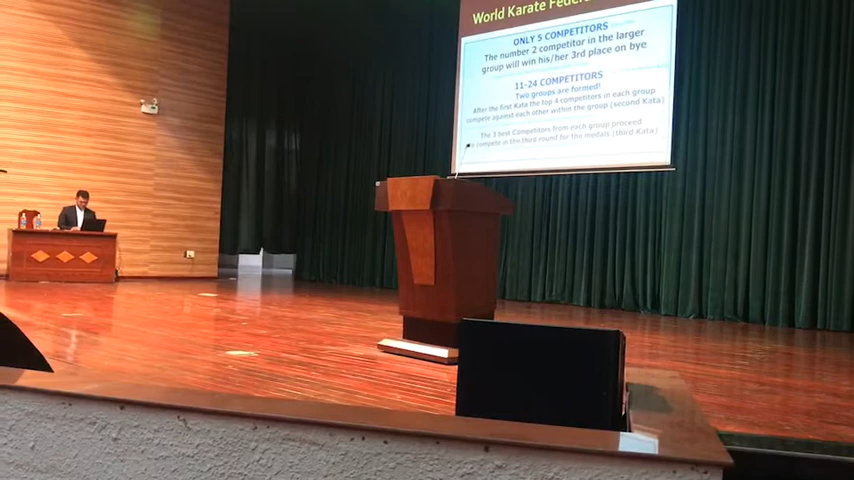 World Karate Feder
ONLY 5 COMPETITORS
The number 2 competitor in the larger
group will win his/her 3rd place on bye
11-24 COMPETITORS
Two groups are formed!
After the first Kata the top 4 competitors in each group
compete against each other within the group (second Kata)
The 3 best Competitors from each group proceed
to compete in the third round for the medals (third Kata)